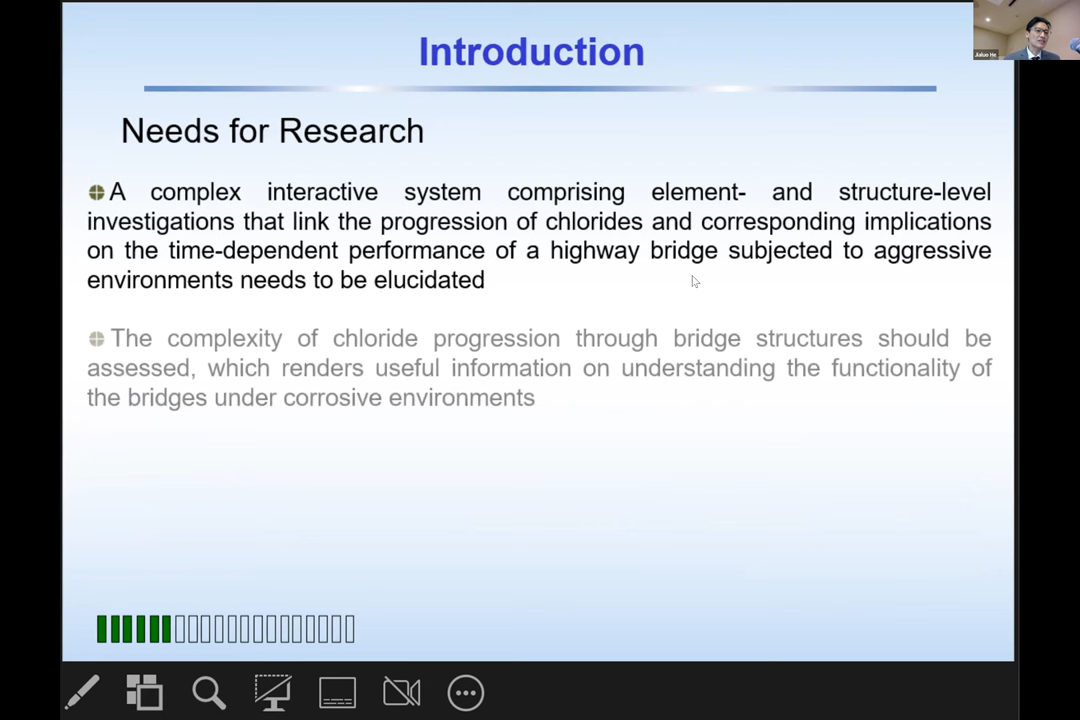 Introduction
Needs for Research
A complex interactive system comprising element- and structure-level
investigations that link the progression of chlorides and corresponding implications
on the time-dependent performance of a highway bridge subjected to aggressive
environments needs to be elucidated
The complexity of chloride progression through bridge structures should be
assessed, which renders useful information on understanding the functionality of
the bridges under corrosive environments
Jialuo He